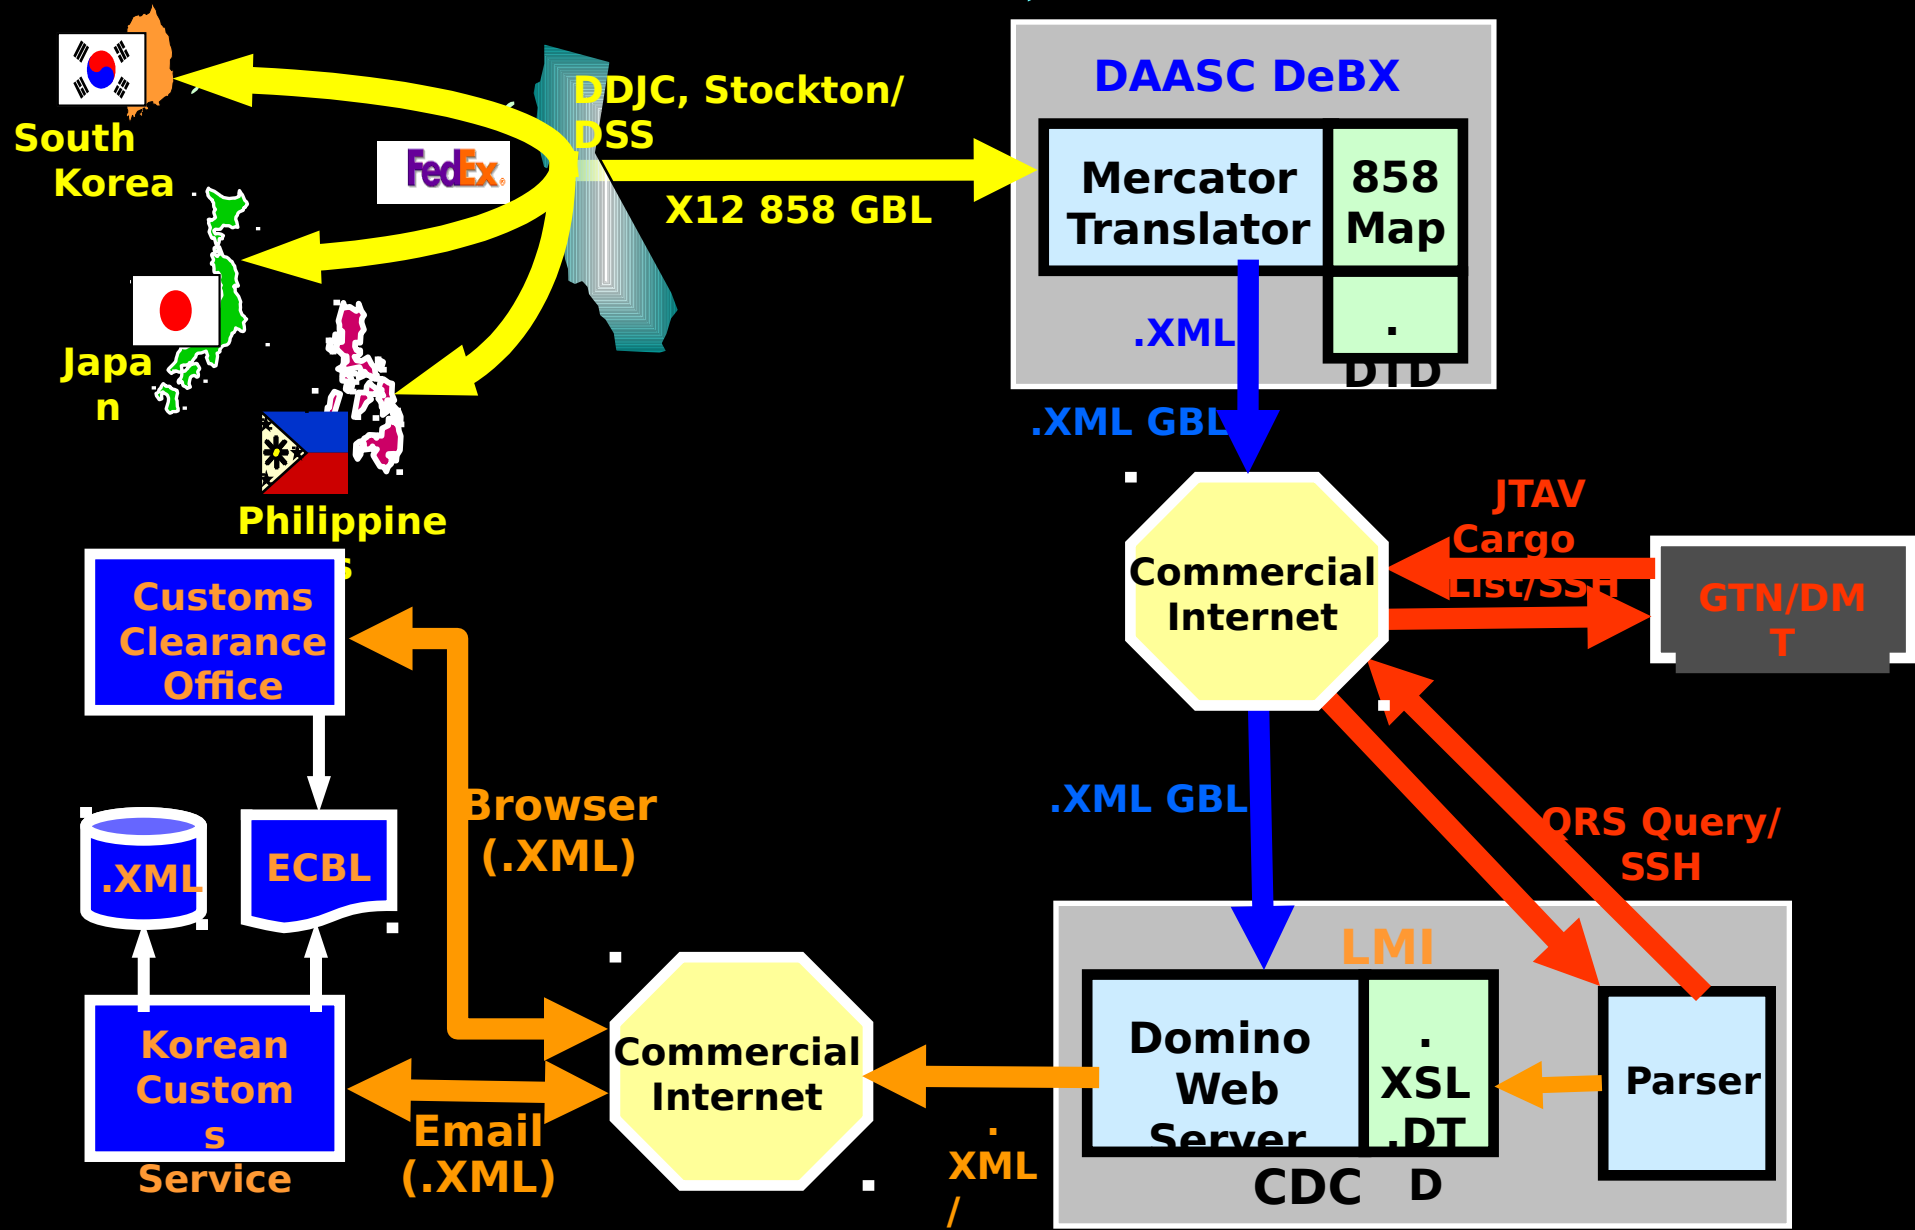 DDJC, Stockton/
DSS
X12 858 GBL
South
Korea
FedEx®
Japa
n
Philippine
s
DAASC DeBX
Mercator
Translator
858
Map
.
DTD
.XML
.XML GBL
Commercial
Internet
JTAV
Cargo
List/SSH
GTN/DM
T
Customs
Clearance
Office
.XML
ECBL
Browser
(.XML)
.XML GBL
QRS Query/
SSH
Korean
Custom
s
Service
Email
(.XML)
Commercial
Internet
.
XML
/
LMI
Domino
Web
Server
.
XSL
.DT
D
Parser
CDC